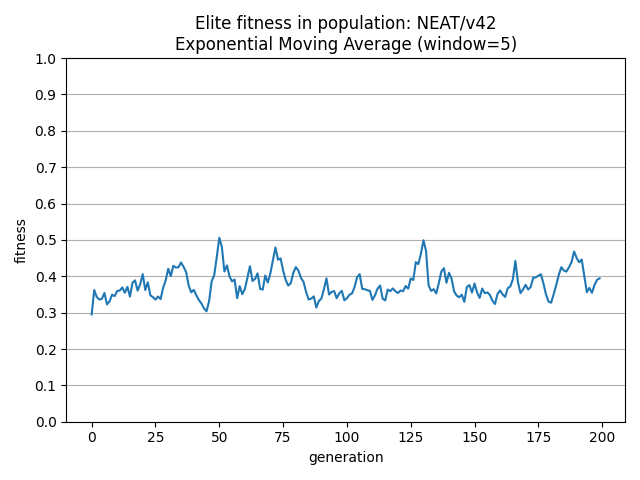 Elite fitness in population: NEAT/v42
Exponential Moving Average (window=5)
1.0
0.9
0.8
0.7
0.6
0.5
0.4
0.3
0.2
0.1
0.0
fitness
0 25 50 75 100 125 150 175 200
generation